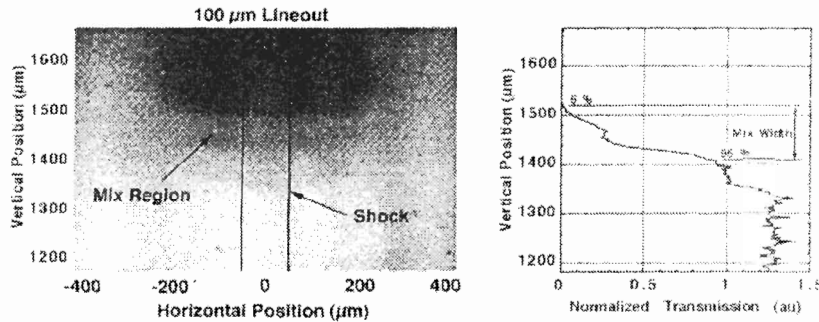 100 µm Lineout
1600
1500
1400
1300
1200
Vertical Position (µm)
Mix Region
Shock
-400
-200
0
200
400
Horizontal Position (µm)
1600
1500
1400
1300
1200
Vertical Position (µm)
5 %
Mix Width
95 %
0
0.5
1
1.5
Normalized Transmission (au)